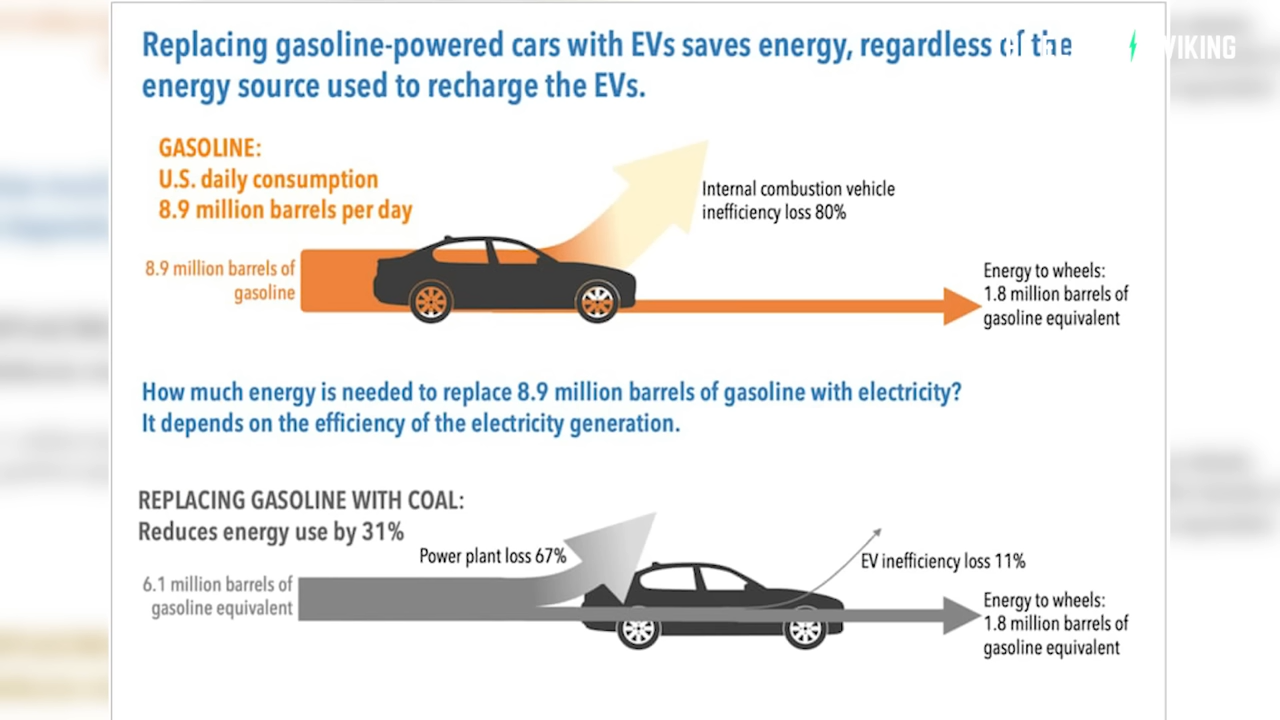 Replacing gasoline-powered cars with EVs saves energy, regardless of the
energy source used to recharge the EVs.
VIKING
GASOLINE:
U.S. daily consumption
8.9 million barrels per day
Internal combustion vehicle
inefficiency loss 80%
8.9 million barrels of
gasoline
Energy to wheels:
1.8 million barrels of
gasoline equivalent
How much energy is needed to replace 8.9 million barrels of gasoline with electricity?
It depends on the efficiency of the electricity generation.
REPLACING GASOLINE WITH COAL:
Reduces energy use by 31%
Power plant loss 67%
EV inefficiency loss 11%
6.1 million barrels of
gasoline equivalent
Energy to wheels:
1.8 million barrels of
gasoline equivalent